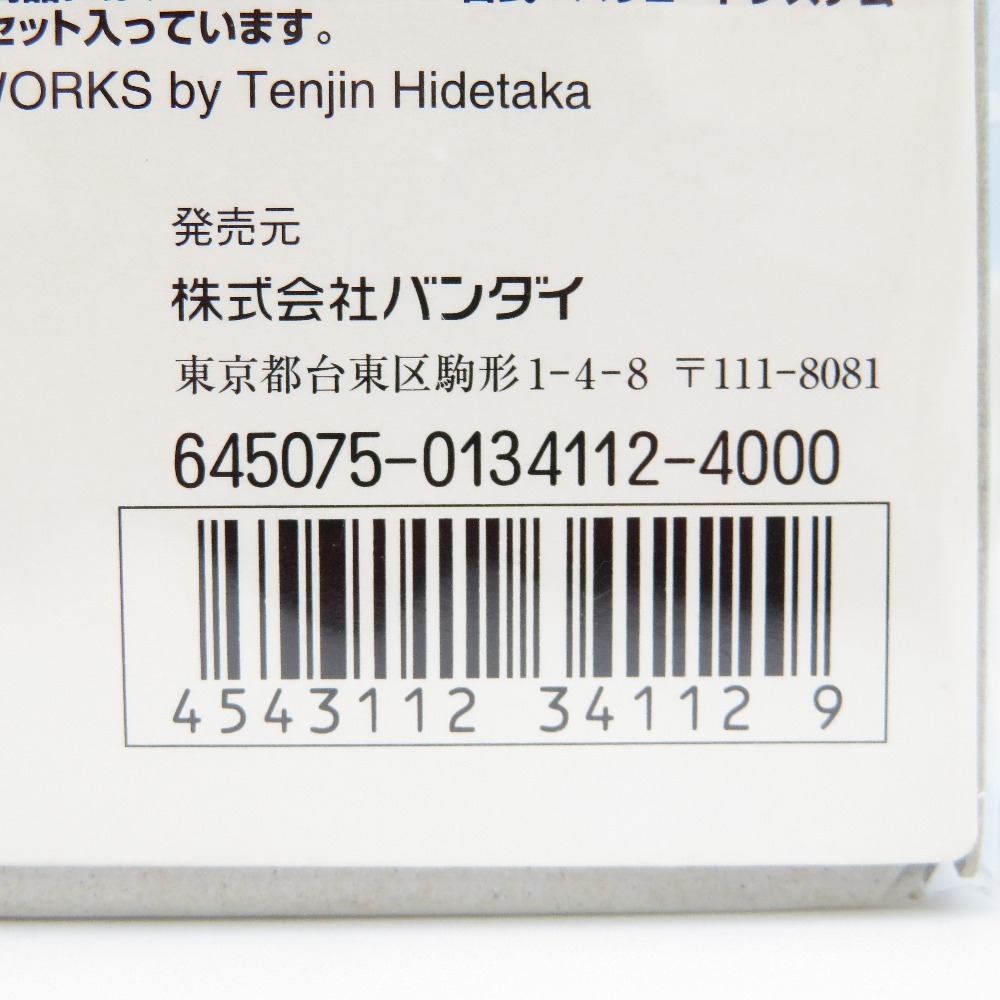 セット入っています。
WORKS by Tenjin Hidetaka
発売元
株式会社バンダイ
東京都台東区駒形1-4-8 〒111-8081
645075-0134112-4000
4543112 34112 9